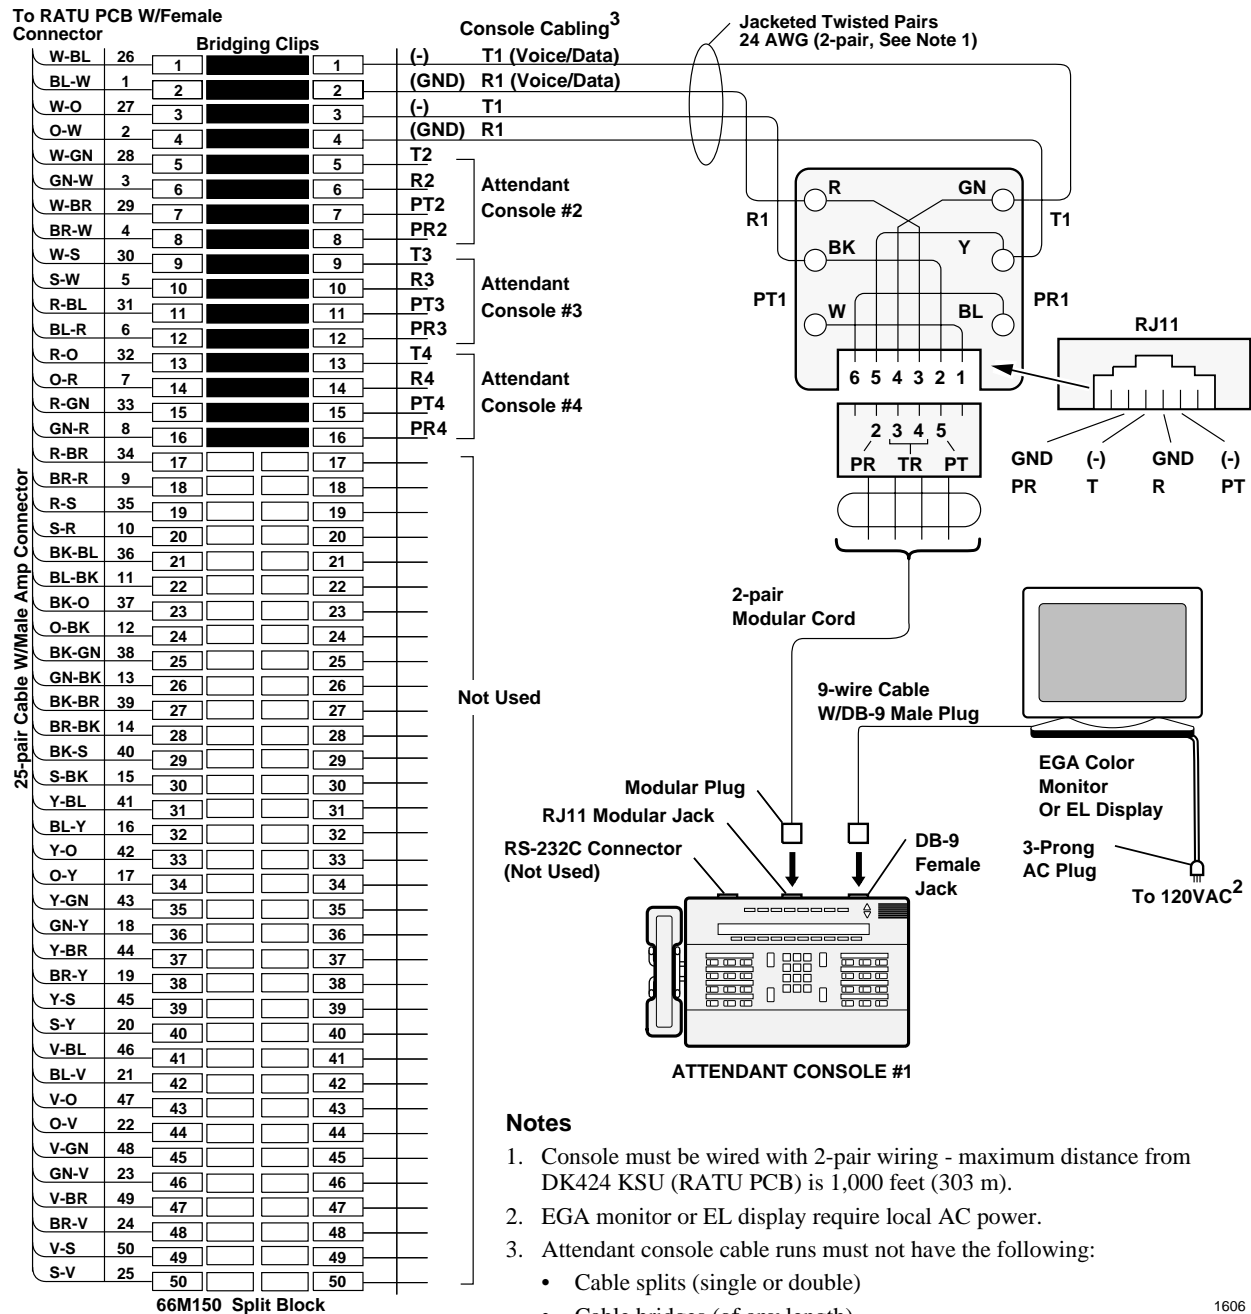 To RATU PCB W/Female
Connector
Bridging Clips
Console Cabling3
Jacketed Twisted Pairs
24 AWG (2-pair, See Note 1)
W-BL 26 1 1 (-) T1 (Voice/Data)
BL-W 1 2 2 (GND) R1 (Voice/Data)
W-O 27 3 3 (-) T1
O-W 2 4 4 (GND) R1
W-GN 28 5 5 T2
GN-W 3 6 6 R2
W-BR 29 7 7 PT2
BR-W 4 8 8 PR2
Attendant
Console #2
W-S 30 9 9 T3
S-W 5 10 10 R3
R-BL 31 11 11 PT3
BL-R 6 12 12 PR3
Attendant
Console #3
R-O 32 13 13 T4
O-R 7 14 14 R4
R-GN 33 15 15 PT4
GN-R 8 16 16 PR4
Attendant
Console #4
R-BR 34 17 17
BR-R 9 18 18
R-S 35 19 19
S-R 10 20 20
BK-BL 36 21 21
BL-BK 11 22 22
BK-O 37 23 23
O-BK 12 24 24
BK-GN 38 25 25
GN-BK 13 26 26
BK-BR 39 27 27
BR-BK 14 28 28
BK-S 40 29 29
S-BK 15 30 30
Y-BL 41 31 31
BL-Y 16 32 32
Y-O 42 33 33
O-Y 17 34 34
Y-GN 43 35 35
GN-Y 18 36 36
Y-BR 44 37 37
BR-Y 19 38 38
Y-S 45 39 39
S-Y 20 40 40
V-BL 46 41 41
BL-V 21 42 42
V-O 47 43 43
O-V 22 44 44
V-GN 48 45 45
GN-V 23 46 46
V-BR 49 47 47
BR-V 24 48 48
V-S 50 49 49
S-V 25 50 50
Not Used
25-pair Cable W/Male Amp Connector
66M150 Split Block
R GN
R1 T1
BK Y
PT1 PR1
W BL
6 5 4 3 2 1
RJ11
2 3 4 5
PR TR PT
GND (-) GND (-)
PR T R PT
2-pair
Modular Cord
9-wire Cable
W/DB-9 Male Plug
EGA Color
Monitor
Or EL Display
Modular Plug
RJ11 Modular Jack
RS-232C Connector
(Not Used)
DB-9
Female
Jack
3-Prong
AC Plug
To 120VAC2
ATTENDANT CONSOLE #1
Notes
1. Console must be wired with 2-pair wiring - maximum distance from
DK424 KSU (RATU PCB) is 1,000 feet (303 m).
2. EGA monitor or EL display require local AC power.
3. Attendant console cable runs must not have the following:
• Cable splits (single or double)
• Cable bridges (of any length)
1606